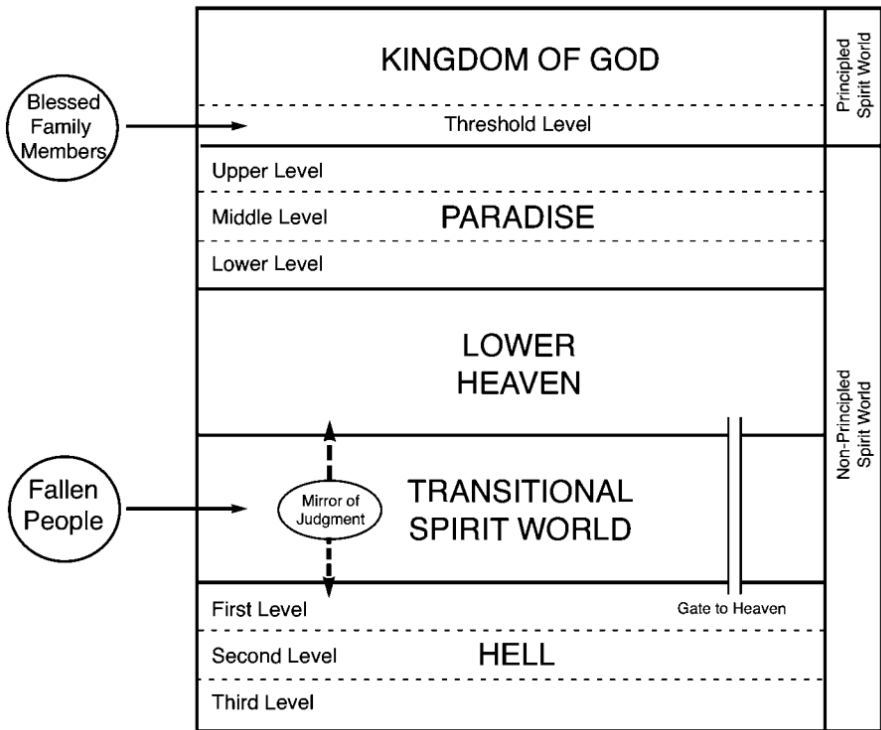 KINGDOM OF GOD
Principled
Spirit World
Blessed
Family
Members
Threshold Level
Upper Level
Middle Level
PARADISE
Lower Level
LOWER
HEAVEN
Non-Principled
Spirit World
Fallen
People
Mirror of
Judgment
TRANSITIONAL
SPIRIT WORLD
First Level
Gate to Heaven
Second Level
HELL
Third Level